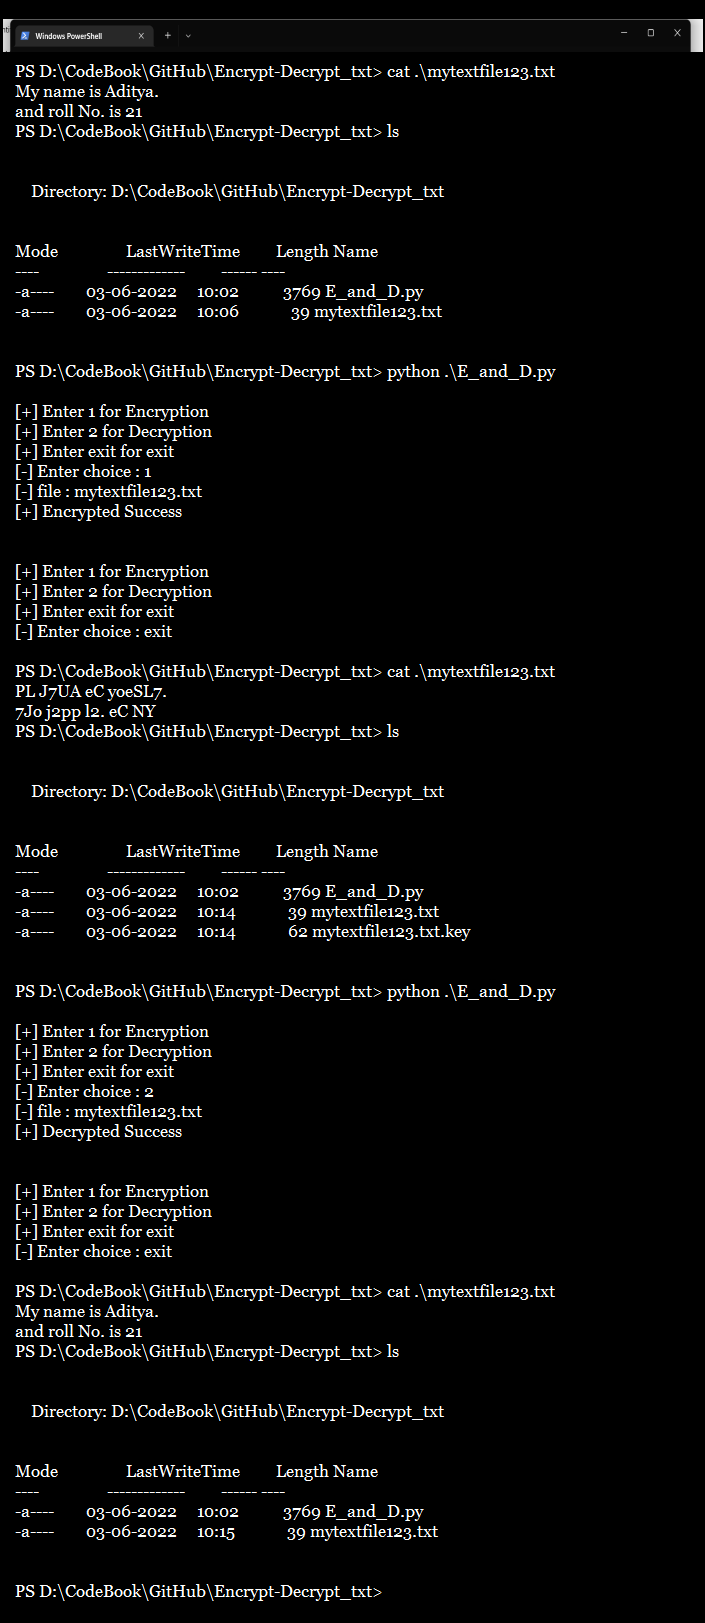 Windows PowerShell
PS D:\CodeBook\GitHub\Encrypt-Decrypt_txt> cat .\mytextfile123.txt
My name is Aditya.
and roll No. is 21
PS D:\CodeBook\GitHub\Encrypt-Decrypt_txt> ls
Directory: D:\CodeBook\GitHub\Encrypt-Decrypt_txt
Mode LastWriteTime Length Name
---- ------------- ------ ----
-a---- 03-06-2022 10:02 3769 E_and_D.py
-a---- 03-06-2022 10:06 39 mytextfile123.txt
PS D:\CodeBook\GitHub\Encrypt-Decrypt_txt> python .\E_and_D.py
[+] Enter 1 for Encryption
[+] Enter 2 for Decryption
[+] Enter exit for exit
[-] Enter choice : 1
[-] file : mytextfile123.txt
[+] Encrypted Success
[+] Enter 1 for Encryption
[+] Enter 2 for Decryption
[+] Enter exit for exit
[-] Enter choice : exit
PS D:\CodeBook\GitHub\Encrypt-Decrypt_txt> cat .\mytextfile123.txt
PL J7UA eC yoeSL7.
7Jo j2pp l2. eC NY
PS D:\CodeBook\GitHub\Encrypt-Decrypt_txt> ls
Directory: D:\CodeBook\GitHub\Encrypt-Decrypt_txt
Mode LastWriteTime Length Name
---- ------------- ------ ----
-a---- 03-06-2022 10:02 3769 E_and_D.py
-a---- 03-06-2022 10:14 39 mytextfile123.txt
-a---- 03-06-2022 10:14 62 mytextfile123.txt.key
PS D:\CodeBook\GitHub\Encrypt-Decrypt_txt> python .\E_and_D.py
[+] Enter 1 for Encryption
[+] Enter 2 for Decryption
[+] Enter exit for exit
[-] Enter choice : 2
[-] file : mytextfile123.txt
[+] Decrypted Success
[+] Enter 1 for Encryption
[+] Enter 2 for Decryption
[+] Enter exit for exit
[-] Enter choice : exit
PS D:\CodeBook\GitHub\Encrypt-Decrypt_txt> cat .\mytextfile123.txt
My name is Aditya.
and roll No. is 21
PS D:\CodeBook\GitHub\Encrypt-Decrypt_txt> ls
Directory: D:\CodeBook\GitHub\Encrypt-Decrypt_txt
Mode LastWriteTime Length Name
---- ------------- ------ ----
-a---- 03-06-2022 10:02 3769 E_and_D.py
-a---- 03-06-2022 10:15 39 mytextfile123.txt
PS D:\CodeBook\GitHub\Encrypt-Decrypt_txt>